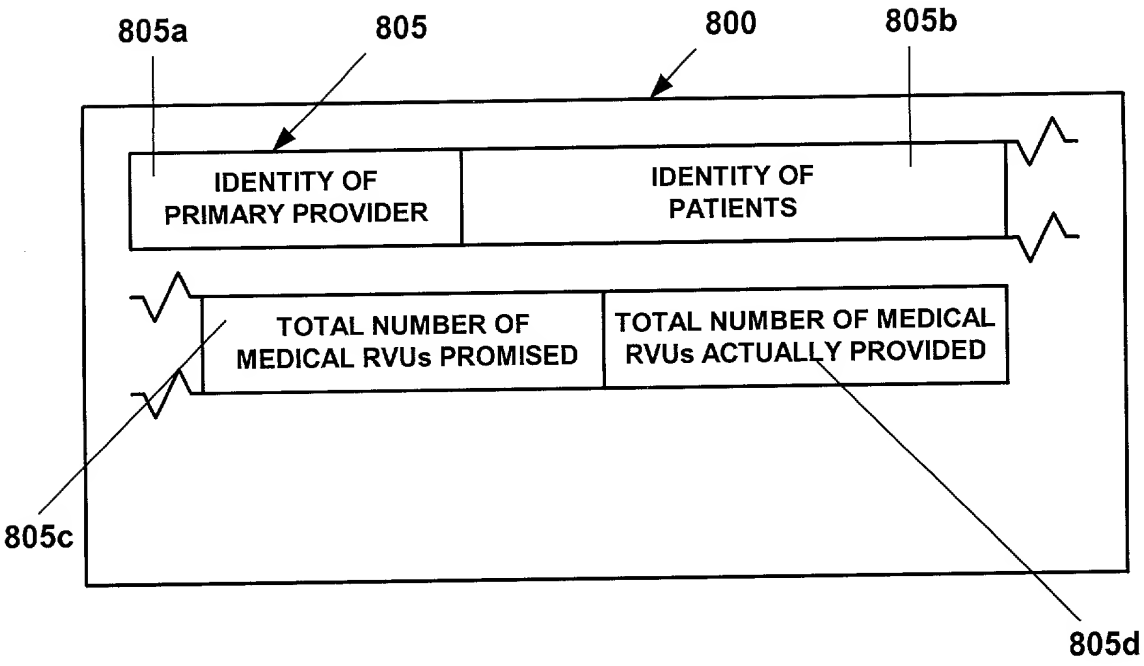 805a 805 800 805b
IDENTITY OF
PRIMARY PROVIDER
IDENTITY OF
PATIENTS
TOTAL NUMBER OF
MEDICAL RVUs PROMISED
TOTAL NUMBER OF MEDICAL
RVUs ACTUALLY PROVIDED
805c
805d